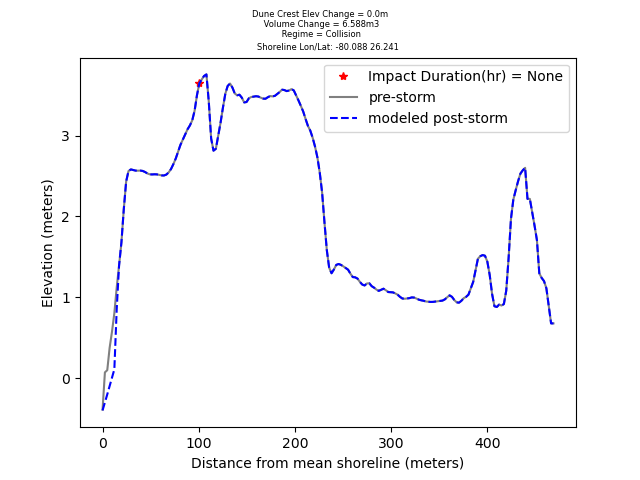 Dune Crest Elev Change = 0.0m
Volume Change = 6.588m3
Regime = Collision
Shoreline Lon/Lat: -80.088 26.241
Impact Duration(hr) = None
pre-storm
modeled post-storm
Elevation (meters)
3
2
1
0
0 100 200 300 400
Distance from mean shoreline (meters)